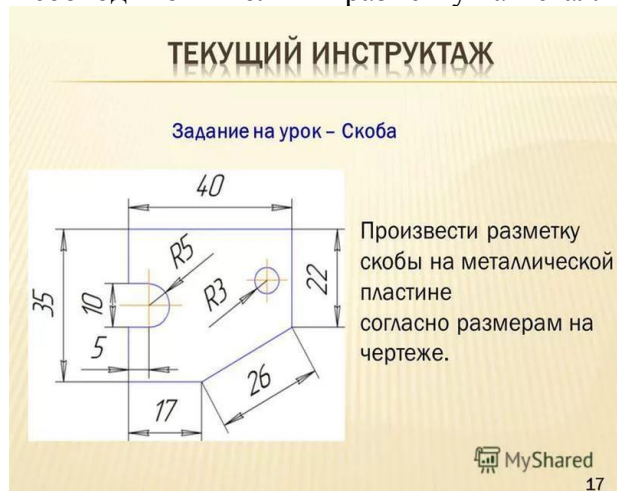 ТЕКУЩИЙ ИНСТРУКТАЖ
Задание на урок – Скоба
40
R5
R3
22
35
10
5
26
17
Произвести разметку
скобы на металлической
пластине
согласно размерам на
чертеже.
MyShared
17